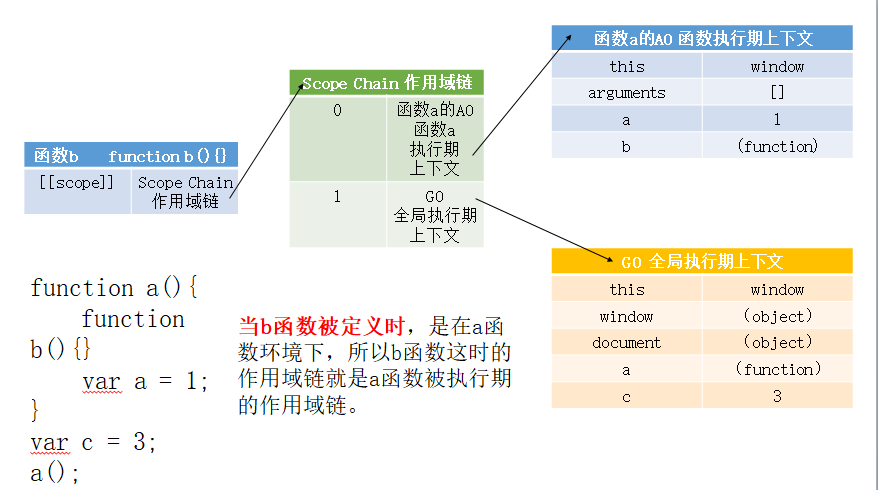 函数b function b(){}
[[scope]] Scope Chain
作用域链
Scope Chain 作用域链
0 函数a的AO
函数a
执行期
上下文
1 GO
全局执行期
上下文
函数a的AO 函数执行期上下文
this window
arguments []
a 1
b (function)
GO 全局执行期上下文
this window
window (object)
document (object)
a (function)
c 3
function a(){
function
b(){}
var a = 1;
}
var c = 3;
a();
当b函数被定义时，是在a函
数环境下，所以b函数这时的
作用域链就是a函数被执行期
的作用域链。